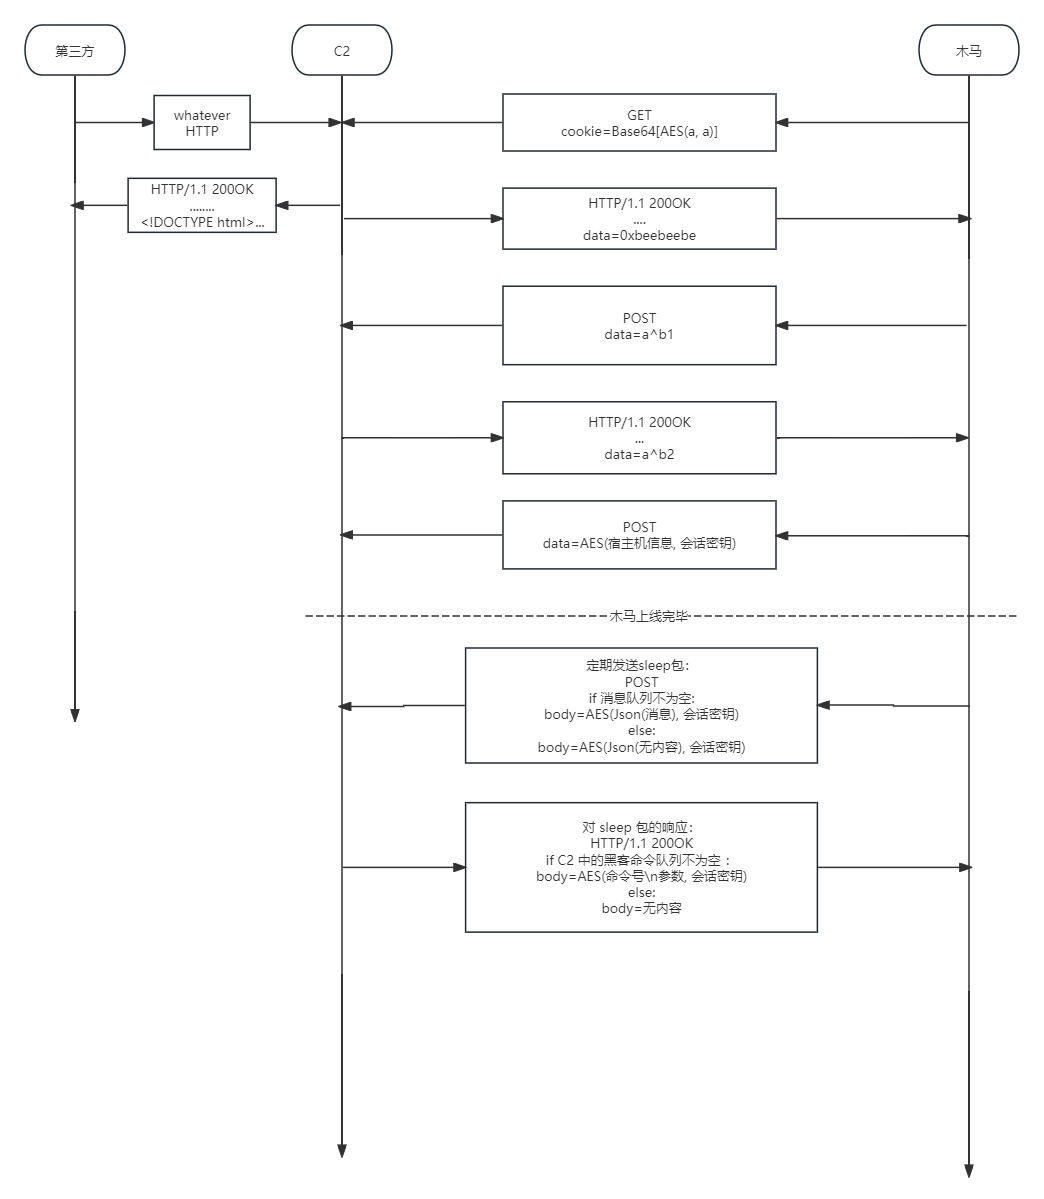 第三方
C2
木马
whatever
HTTP
GET
cookie=Base64[AES(a, a)]
HTTP/1.1 200OK
........
<!DOCTYPE html>...
HTTP/1.1 200OK
....
data=0xbeebeebe
POST
data=a^b1
HTTP/1.1 200OK
...
data=a^b2
POST
data=AES(宿主机信息, 会话密钥)
木马上线完毕
定期发送sleep包:
POST
if 消息队列不为空:
body=AES(Json(消息), 会话密钥)
else:
body=AES(Json(无内容), 会话密钥)
对 sleep 包的响应:
HTTP/1.1 200OK
if C2 中的黑客命令队列不为空 :
body=AES(命令号\n参数, 会话密钥)
else:
body=无内容